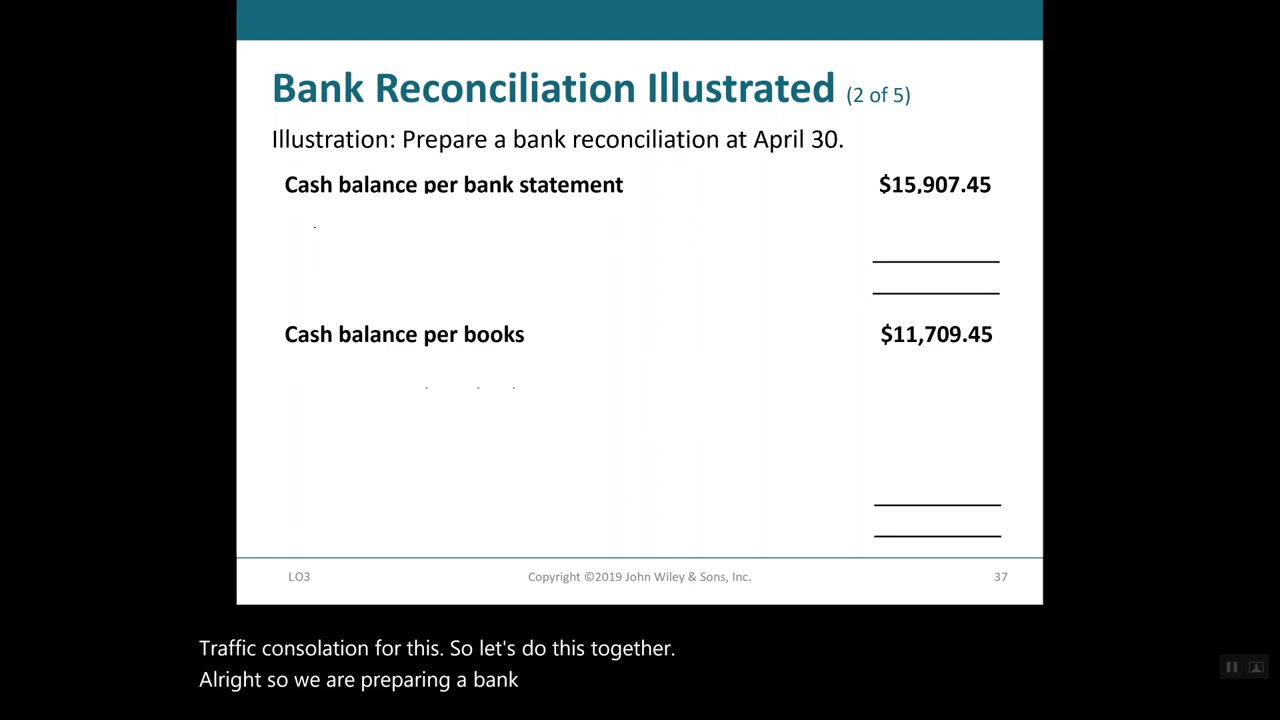 Bank Reconciliation Illustrated (2 of 5)
Illustration: Prepare a bank reconciliation at April 30.
Cash balance per bank statement $15,907.45
Cash balance per books $11,709.45
LO3 Copyright ©2019 John Wiley & Sons, Inc. 37
Traffic consolation for this. So let's do this together.
Alright so we are preparing a bank